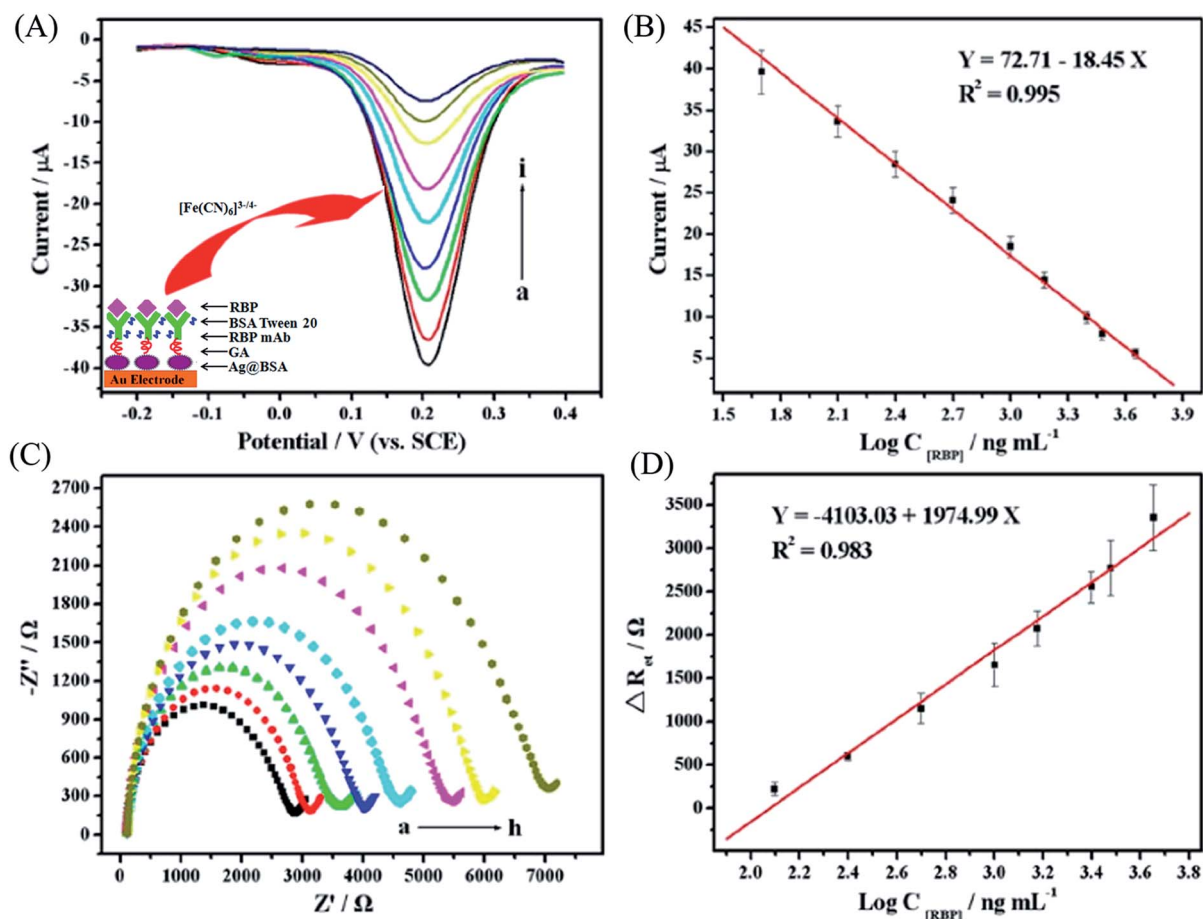 (A)
0
-5
-10
-15
-20
-25
-30
-35
-40
Current / μA
-0.2
-0.1
0.0
0.1
0.2
0.3
0.4
Potential / V (vs. SCE)
i
a
[Fe(CN)₆]³⁻/⁴⁻
RBP
BSA Tween 20
RBP mAb
GA
Ag@BSA
Au Electrode
(B)
45
40
35
30
25
20
15
10
5
Current / μA
Y = 72.71 - 18.45 X
R² = 0.995
1.5
1.8
2.1
2.4
2.7
3.0
3.3
3.6
3.9
Log C [RBP] / ng mL⁻¹
(C)
2700
2400
2100
1800
1500
1200
900
600
300
0
-Z'' / Ω
a
h
0
1000
2000
3000
4000
5000
6000
7000
Z' / Ω
(D)
3500
3000
2500
2000
1500
1000
500
0
△ R et / Ω
Y = -4103.03 + 1974.99 X
R² = 0.983
2.0
2.2
2.4
2.6
2.8
3.0
3.2
3.4
3.6
3.8
Log C [RBP] / ng mL⁻¹